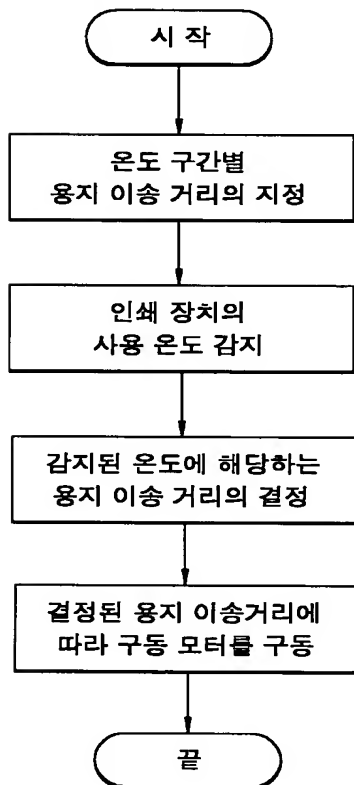 시 작
온도 구간별
용지 이송 거리의 지정
인쇄 장치의
사용 온도 감지
감지된 온도에 해당하는
용지 이송 거리의 결정
결정된 용지 이송거리에
따라 구동 모터를 구동
끝